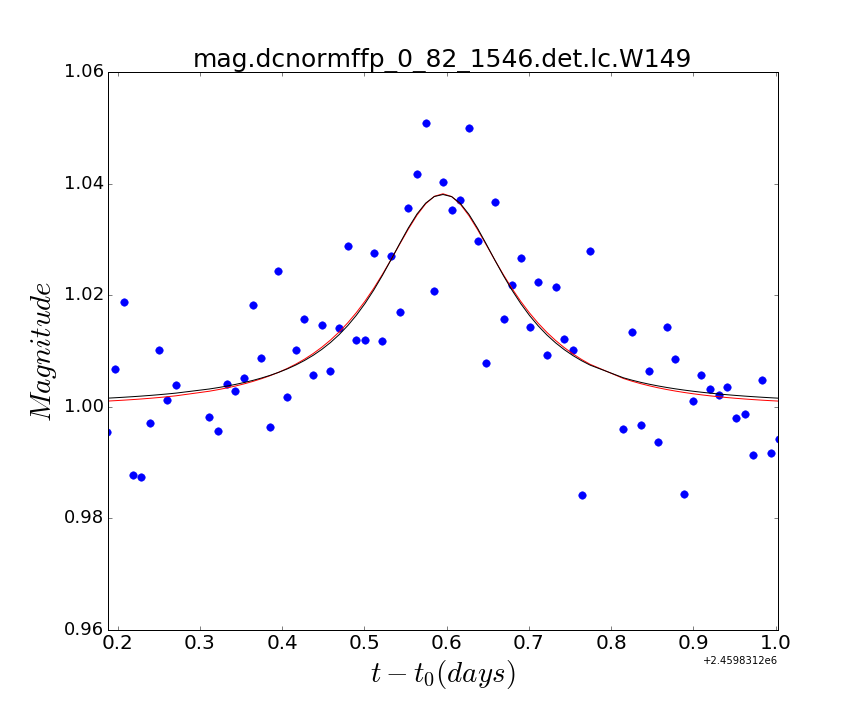 mag.dcnormffp_0_82_1546.det.lc.W149
1.06
1.04
1.02
1.00
0.98
0.96
Magnitude
0.2 0.3 0.4 0.5 0.6 0.7 0.8 0.9 1.0
+2.4598312e6
t − t₀(days)